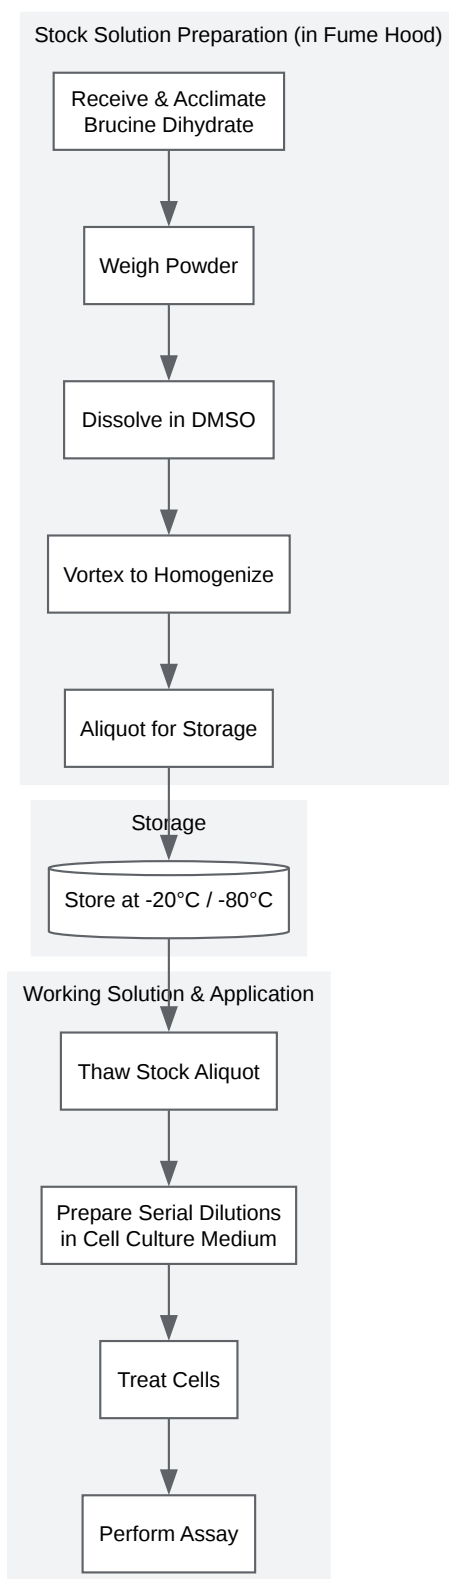 Stock Solution Preparation (in Fume Hood)
Receive & Acclimate
Brucine Dihydrate
Weigh Powder
Dissolve in DMSO
Vortex to Homogenize
Aliquot for Storage
Storage
Store at -20°C / -80°C
Working Solution & Application
Thaw Stock Aliquot
Prepare Serial Dilutions
in Cell Culture Medium
Treat Cells
Perform Assay